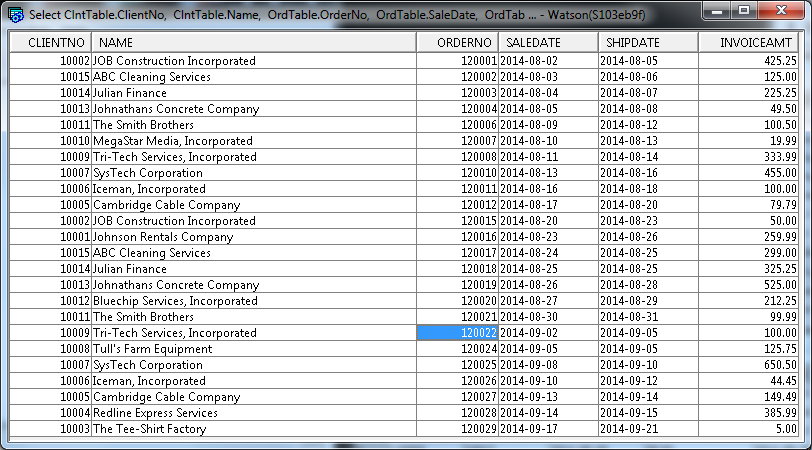 Select ClntTable.ClientNo, ClntTable.Name, OrdTable.OrderNo, OrdTable.SaleDate, OrdTab ... - Watson(S103eb9f)
CLIENTNO NAME ORDERNO SALEDATE SHIPDATE INVOICEAMT
10002 JOB Construction Incorporated 120001 2014-08-02 2014-08-05 425.25
10015 ABC Cleaning Services 120002 2014-08-03 2014-08-06 125.00
10014 Julian Finance 120003 2014-08-04 2014-08-07 225.25
10013 Johnathans Concrete Company 120004 2014-08-05 2014-08-08 49.50
10011 The Smith Brothers 120006 2014-08-09 2014-08-12 100.50
10010 MegaStar Media, Incorporated 120007 2014-08-10 2014-08-13 19.99
10009 Tri-Tech Services, Incorporated 120008 2014-08-11 2014-08-14 333.99
10007 SysTech Corporation 120010 2014-08-13 2014-08-16 455.00
10006 Iceman, Incorporated 120011 2014-08-16 2014-08-18 100.00
10005 Cambridge Cable Company 120012 2014-08-17 2014-08-20 79.79
10002 JOB Construction Incorporated 120015 2014-08-20 2014-08-23 50.00
10001 Johnson Rentals Company 120016 2014-08-23 2014-08-26 259.99
10015 ABC Cleaning Services 120017 2014-08-24 2014-08-25 299.00
10014 Julian Finance 120018 2014-08-25 2014-08-25 325.25
10013 Johnathans Concrete Company 120019 2014-08-26 2014-08-28 525.00
10012 Bluechip Services, Incorporated 120020 2014-08-27 2014-08-29 212.25
10011 The Smith Brothers 120021 2014-08-30 2014-08-31 99.99
10009 Tri-Tech Services, Incorporated 120022 2014-09-02 2014-09-05 100.00
10008 Tull's Farm Equipment 120024 2014-09-05 2014-09-05 125.75
10007 SysTech Corporation 120025 2014-09-08 2014-09-10 650.50
10006 Iceman, Incorporated 120026 2014-09-10 2014-09-12 44.45
10005 Cambridge Cable Company 120027 2014-09-13 2014-09-14 149.49
10004 Redline Express Services 120028 2014-09-14 2014-09-15 385.99
10003 The Tee-Shirt Factory 120029 2014-09-17 2014-09-21 5.00